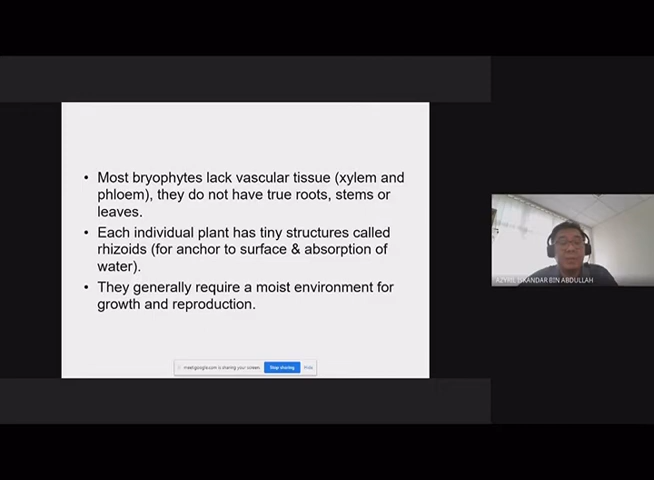 • Most bryophytes lack vascular tissue (xylem and
phloem), they do not have true roots, stems or
leaves.
• Each individual plant has tiny structures called
rhizoids (for anchor to surface & absorption of
water).
• They generally require a moist environment for
growth and reproduction.
meet.google.com is sharing your screen.
Stop sharing
Hide
AZYRIL ISKANDAR BIN ABDULLAH